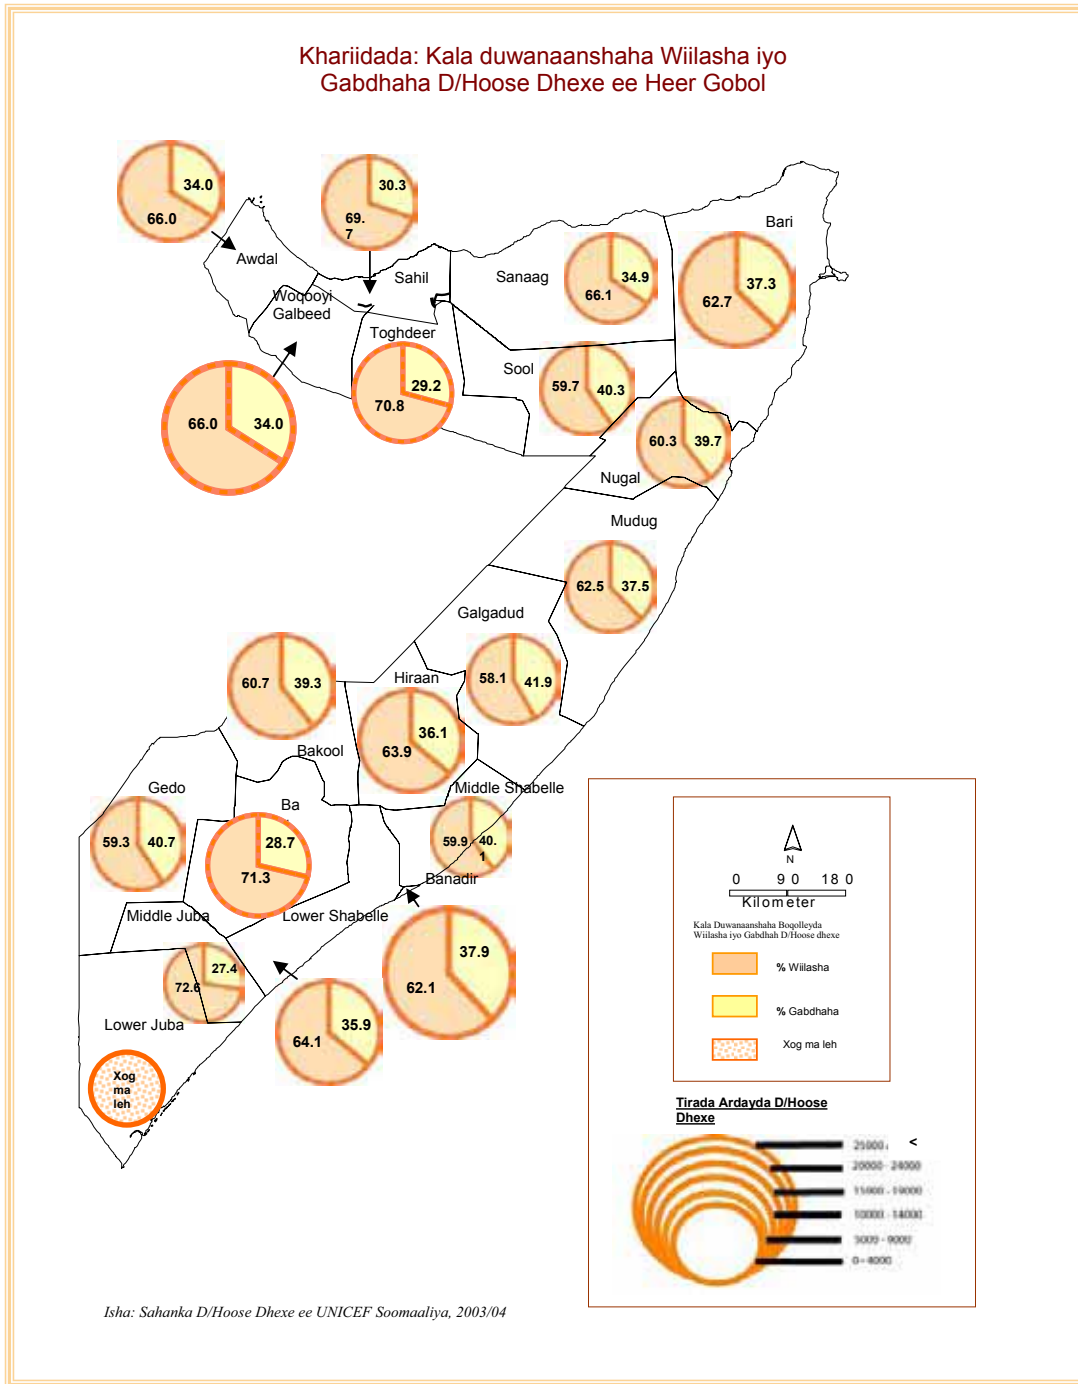 Khariidada: Kala duwanaanshaha Wiilasha iyo
Gabdhaha D/Hoose Dhexe ee Heer Gobol
34.0
66.0
30.3
69.
7
Awdal
Sahil
Sanaag
34.9
66.1
Bari
37.3
62.7
Woqooyi
Galbeed
Toghdeer
29.2
70.8
Sool
59.7
40.3
66.0
34.0
60.3
39.7
Nugal
Mudug
62.5
37.5
Galgadud
58.1
41.9
60.7
39.3
Hiraan
36.1
63.9
Bakool
Gedo
59.3
40.7
Ba
28.7
71.3
Middle Shabelle
59.9
40.
1
Banadir
Middle Juba
Lower Shabelle
37.9
62.1
27.4
72.6
35.9
64.1
Lower Juba
Xog
ma
leh
N
0 9 0 18 0
Kilometer
Kala Duwanaanshaha Boqolleyda
Wiilasha iyo Gabdhah D/Hoose dhexe
% Wiilasha
% Gabdhaha
Xog ma leh
Tirada Ardayda D/Hoose
Dhexe
25000 <
20000 - 24000
15000 - 19000
10000 - 14000
5000 - 9000
0 - 4000
Isha: Sahanka D/Hoose Dhexe ee UNICEF Soomaaliya, 2003/04